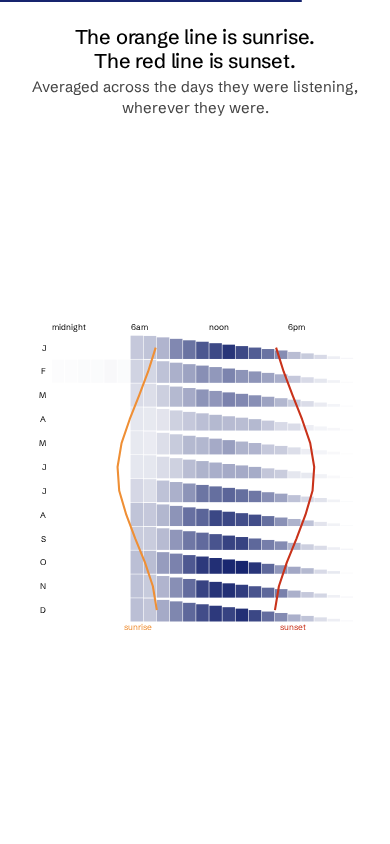 The orange line is sunrise.
The red line is sunset.
Averaged across the days they were listening,
wherever they were.
midnight 6am noon 6pm
J
F
M
A
M
J
J
A
S
O
N
D
sunrise sunset